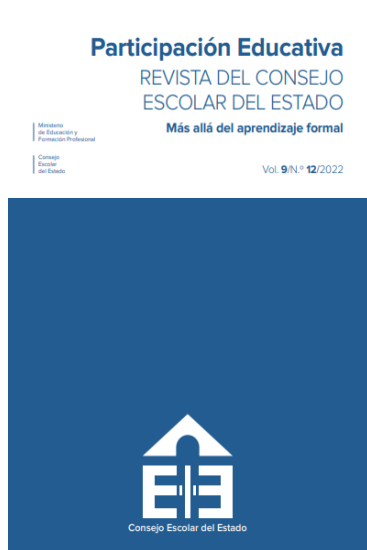 Participación Educativa
REVISTA DEL CONSEJO
ESCOLAR DEL ESTADO
Más allá del aprendizaje formal
Ministerio
de Educación y
Formación Profesional
Consejo
Escolar
del Estado
Vol. 9/N.º 12/2022
Consejo Escolar del Estado